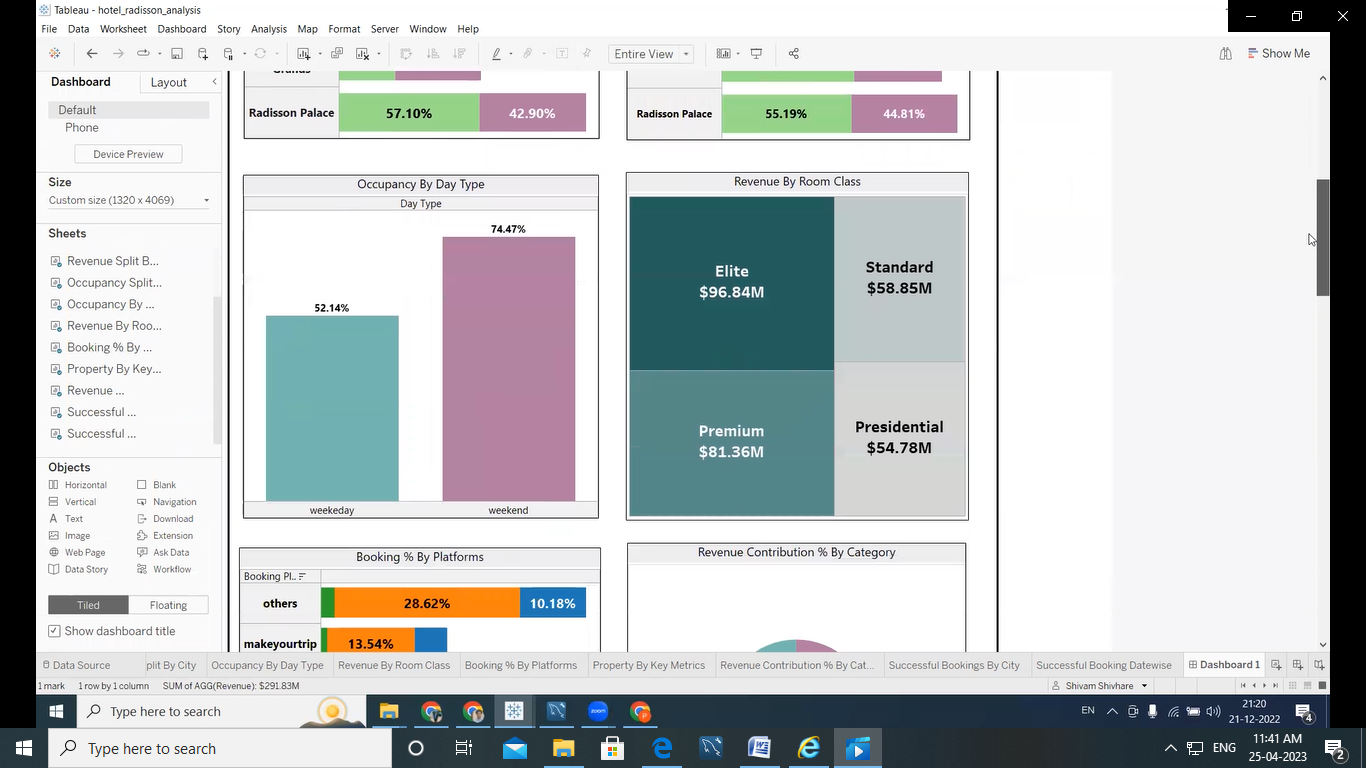 Tableau - hotel_radisson_analysis
File Data Worksheet Dashboard Story Analysis Map Format Server Window Help
Entire View
Show Me
Dashboard Layout
Default
Phone
Device Preview
Size
Custom size (1320 x 4069)
Sheets
Revenue Split B...
Occupancy Split...
Occupancy By ...
Revenue By Roo...
Booking % By ...
Property By Key...
Revenue ...
Successful ...
Successful ...
Objects
Horizontal Blank
Vertical Navigation
Text Download
Image Extension
Web Page Ask Data
Data Story Workflow
Tiled Floating
Show dashboard title
Grands
Radisson Palace 57.10% 42.90%
Radisson Palace 55.19% 44.81%
Occupancy By Day Type
Day Type
74.47%
52.14%
weekeday weekend
Revenue By Room Class
Elite
$96.84M
Standard
$58.85M
Premium
$81.36M
Presidential
$54.78M
Booking % By Platforms
Booking Pl..
others 28.62% 10.18%
makeyourtrip 13.54%
Revenue Contribution % By Category
Data Source plit By City Occupancy By Day Type Revenue By Room Class Booking % By Platforms Property By Key Metrics Revenue Contribution % By Cat... Successful Bookings By City Successful Booking Datewise Dashboard 1
1 mark 1 row by 1 column SUM of AGG(Revenue): $291.83M Shivam Shivhare
Type here to search EN 21:20
21-12-2022 4
Type here to search ENG 11:41 AM
25-04-2023 2